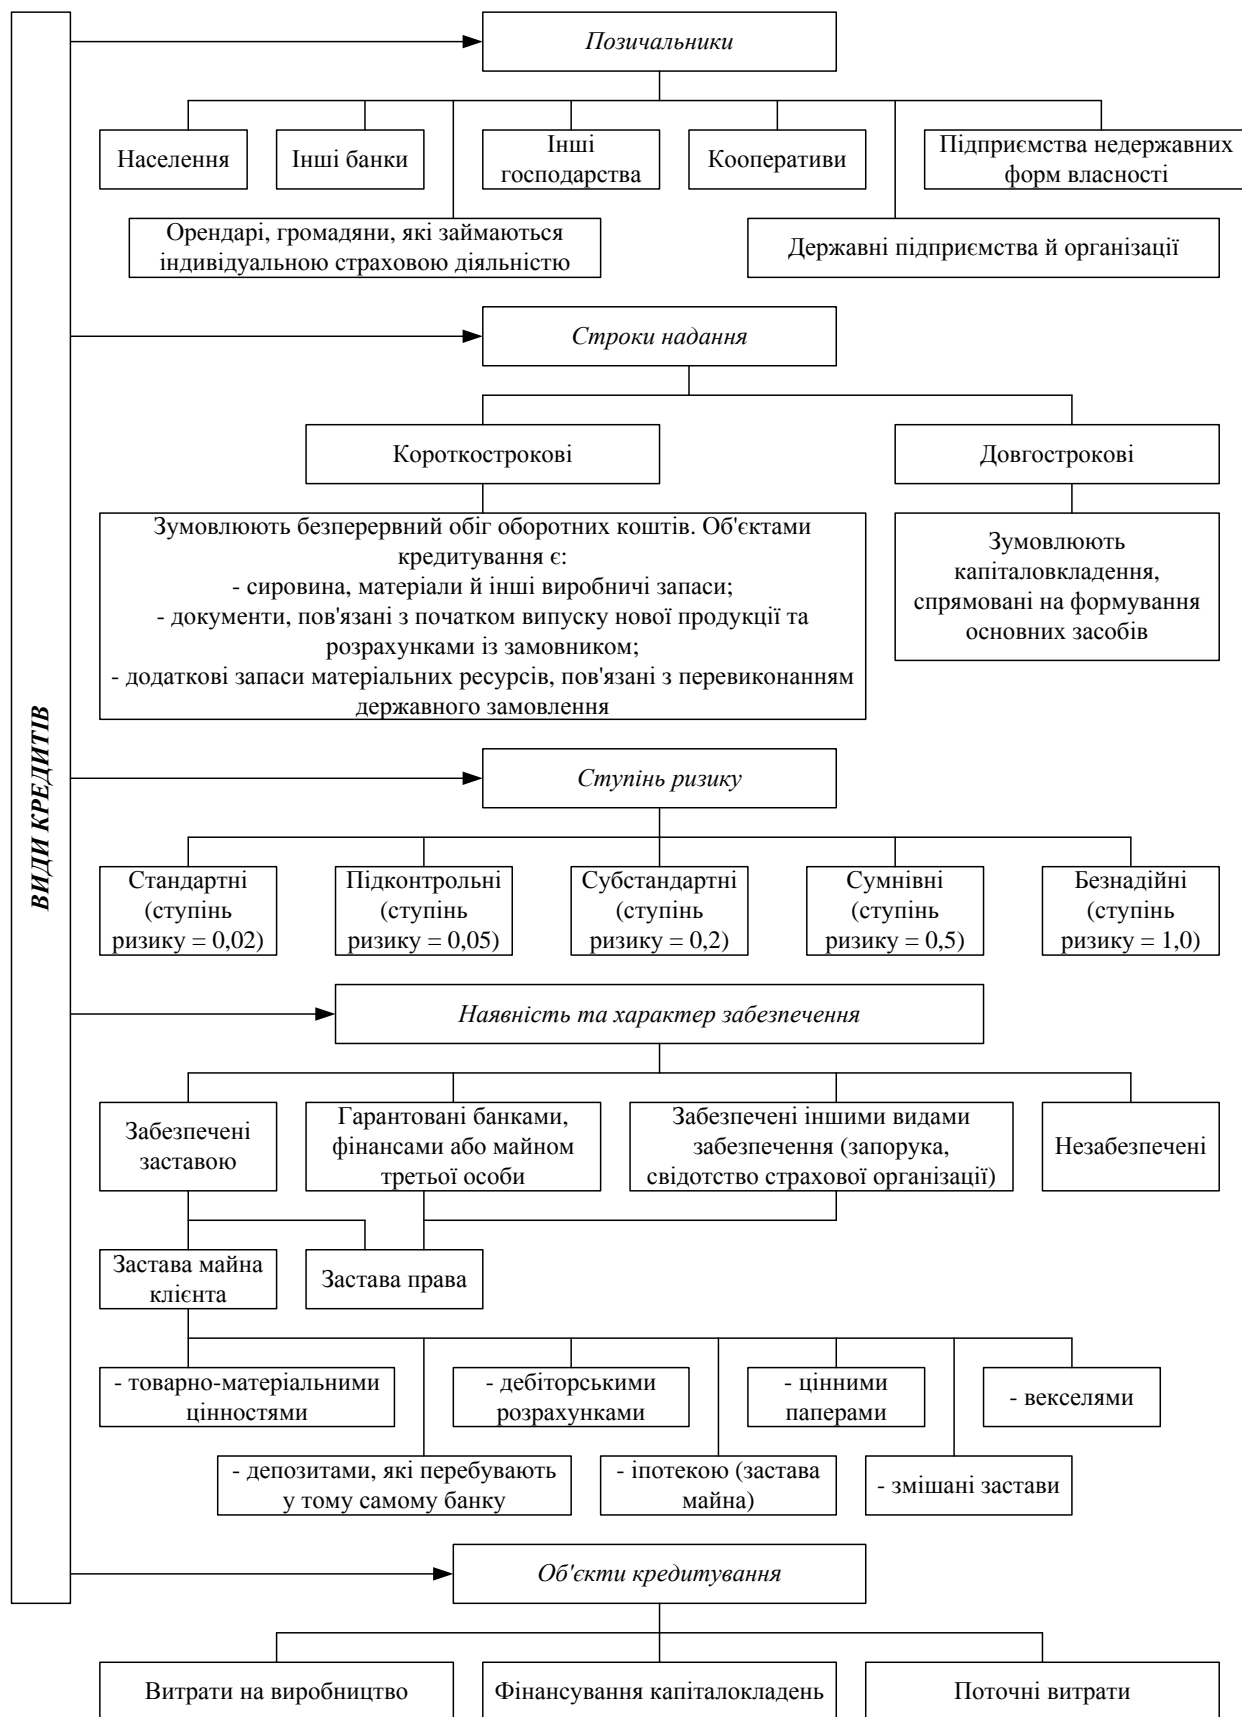 ВИДИ КРЕДИТІВ
Позичальники
Населення
Інші банки
Інші
господарства
Кооперативи
Підприємства недержавних
форм власності
Орендарі, громадяни, які займаються
індивідуальною страховою діяльністю
Державні підприємства й організації
Строки надання
Короткострокові
Довгострокові
Зумовлюють безперервний обіг оборотних коштів. Об'єктами
кредитування є:
- сировина, матеріали й інші виробничі запаси;
- документи, пов'язані з початком випуску нової продукції та
розрахунками із замовником;
- додаткові запаси матеріальних ресурсів, пов'язані з перевиконанням
державного замовлення
Зумовлюють
капіталовкладення,
спрямовані на формування
основних засобів
Ступінь ризику
Стандартні
(ступінь
ризику = 0,02)
Підконтрольні
(ступінь
ризику = 0,05)
Субстандартні
(ступінь
ризику = 0,2)
Сумнівні
(ступінь
ризику = 0,5)
Безнадійні
(ступінь
ризику = 1,0)
Наявність та характер забезпечення
Забезпечені
заставою
Гарантовані банками,
фінансами або майном
третьої особи
Забезпечені іншими видами
забезпечення (запорука,
свідотство страхової організації)
Незабезпечені
Застава майна
клієнта
Застава права
- товарно-матеріальними
цінностями
- дебіторськими
розрахунками
- цінними
паперами
- векселями
- депозитами, які перебувають
у тому самому банку
- іпотекою (застава
майна)
- змішані застави
Об'єкти кредитування
Витрати на виробництво
Фінансування капіталокладень
Поточні витрати